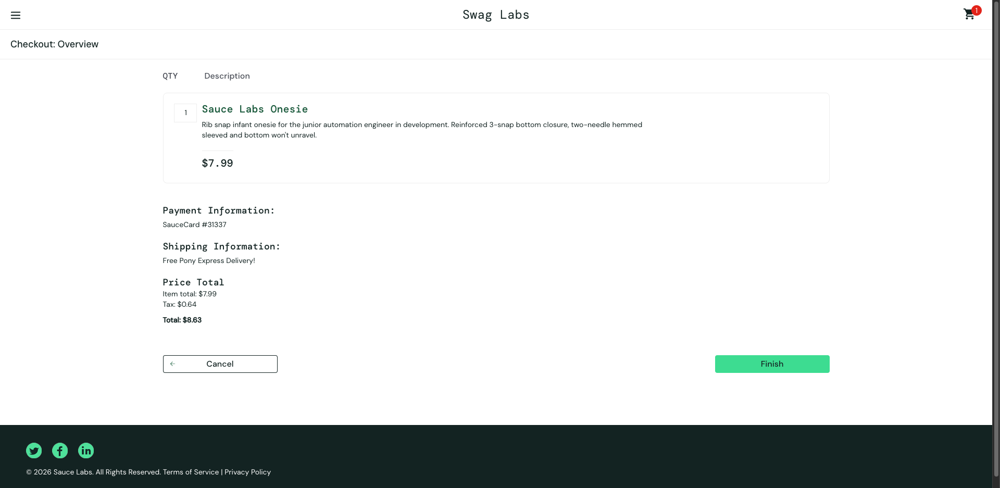 Swag Labs
1
Checkout: Overview
QTY Description
1
Sauce Labs Onesie
Rib snap infant onesie for the junior automation engineer in development. Reinforced 3-snap bottom closure, two-needle hemmed
sleeved and bottom won't unravel.
$7.99
Payment Information:
SauceCard #31337
Shipping Information:
Free Pony Express Delivery!
Price Total
Item total: $7.99
Tax: $0.64
Total: $8.63
Cancel
Finish
© 2026 Sauce Labs. All Rights Reserved. Terms of Service | Privacy Policy